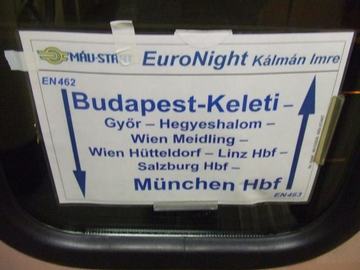 MÁV-START EuroNight Kálmán Imre
EN462
Budapest-Keleti –
Győr – Hegyeshalom –
Wien Meidling –
Wien Hütteldorf – Linz Hbf –
Salzburg Hbf –
München Hbf
EN463